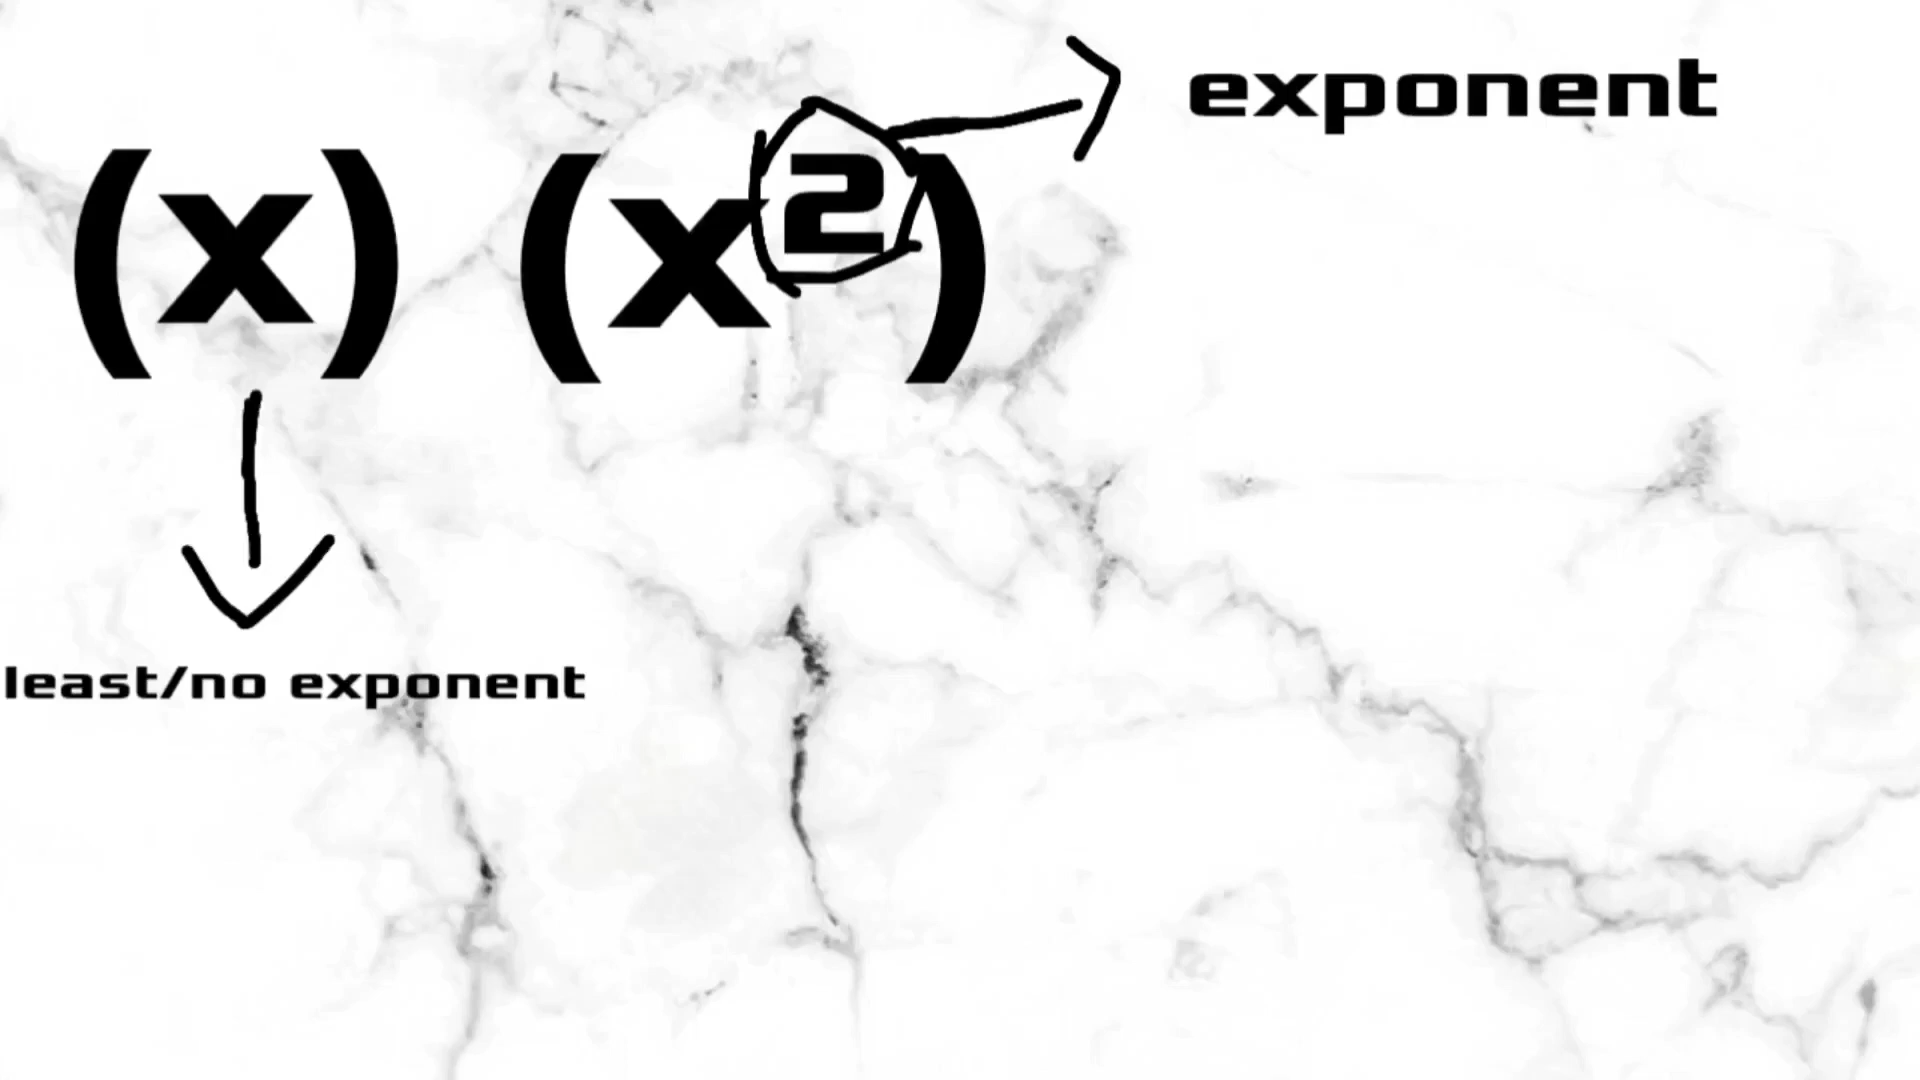 exponent
(x) (x²)
least/no exponent